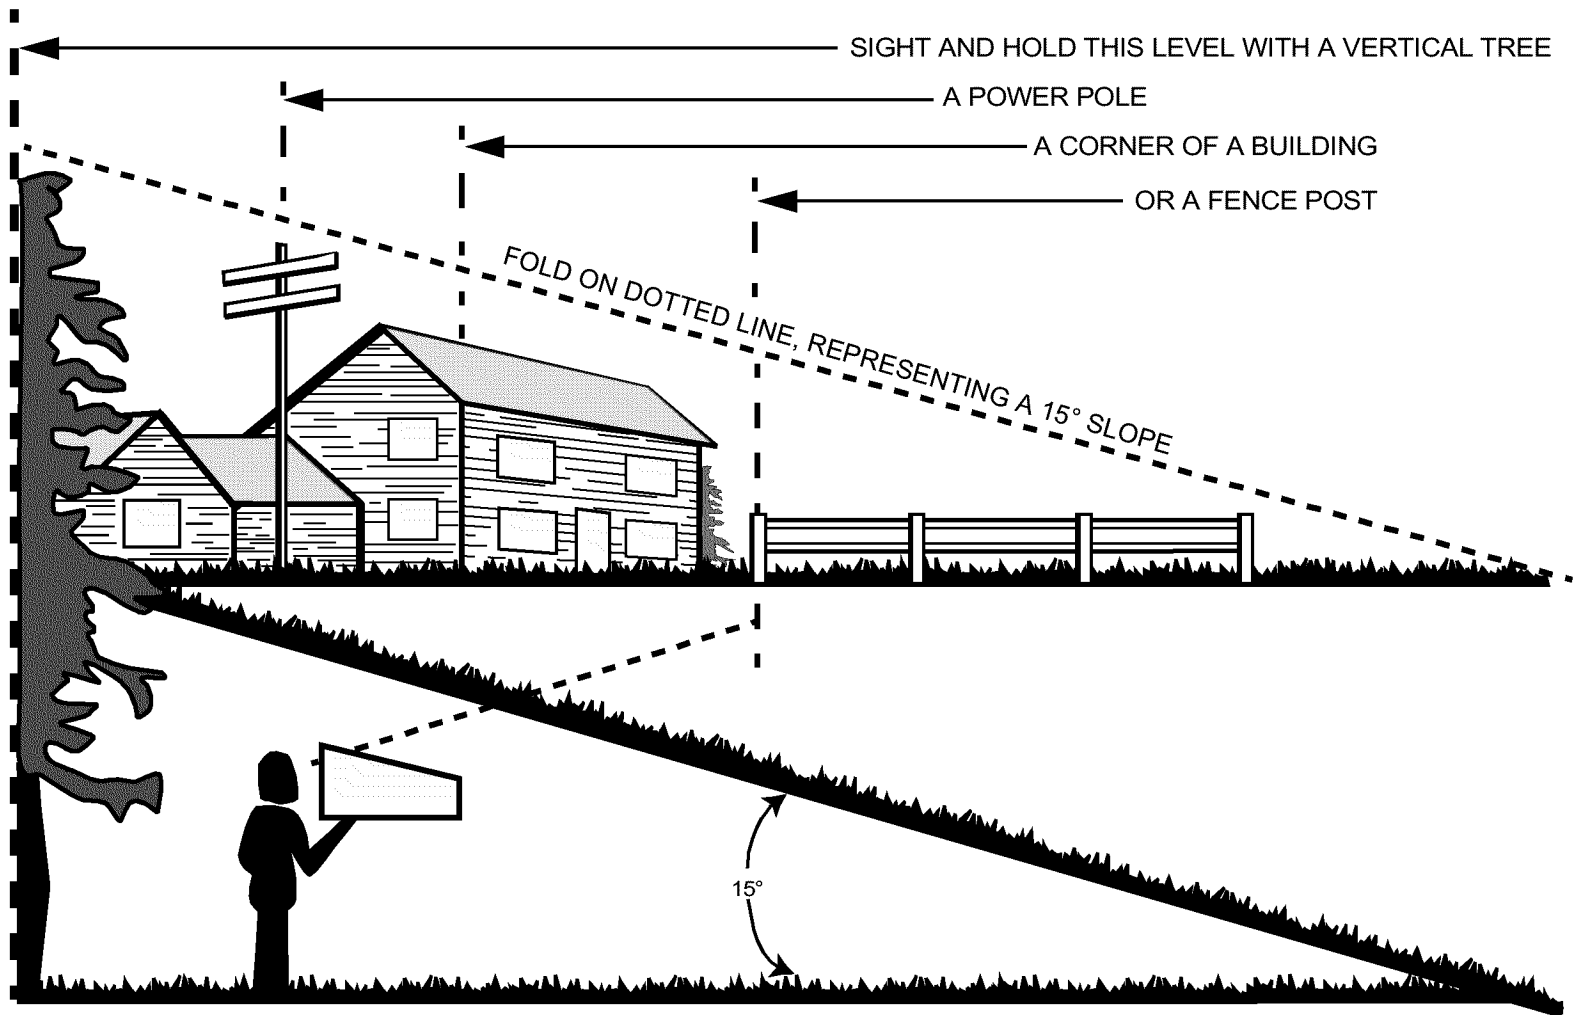 SIGHT AND HOLD THIS LEVEL WITH A VERTICAL TREE
A POWER POLE
A CORNER OF A BUILDING
OR A FENCE POST
FOLD ON DOTTED LINE, REPRESENTING A 15° SLOPE
15°